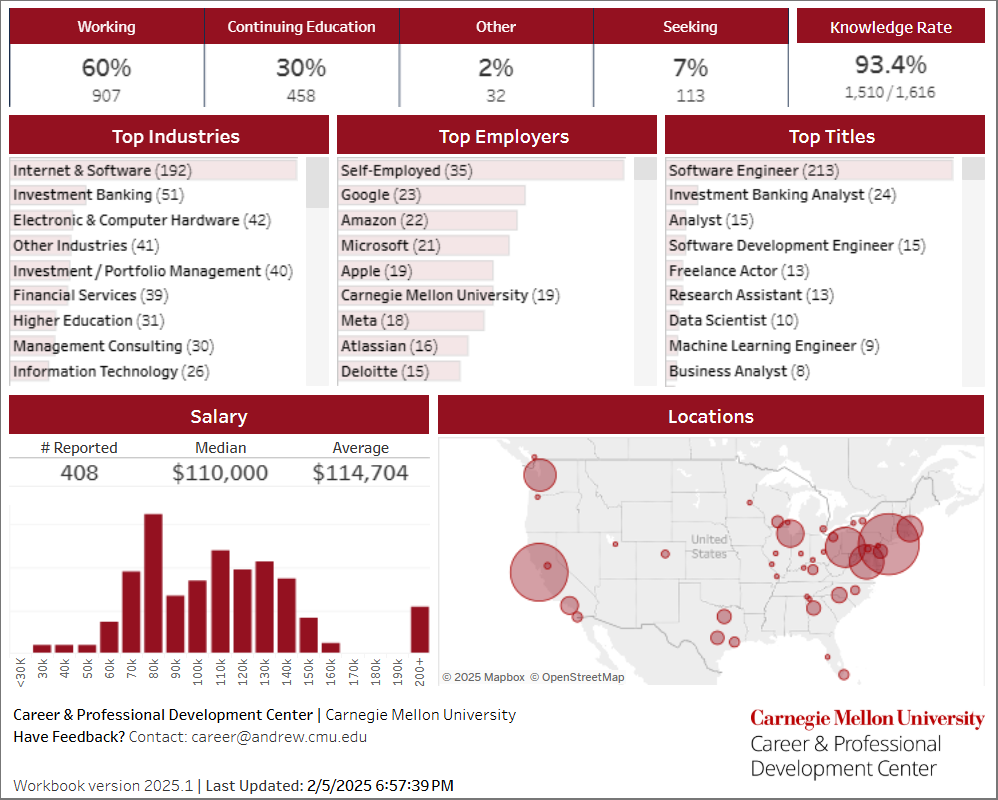 Working Continuing Education Other Seeking Knowledge Rate
60% 30% 2% 7% 93.4%
907 458 32 113 1,510 / 1,616
Top Industries
Internet & Software (192)
Investment Banking (51)
Electronic & Computer Hardware (42)
Other Industries (41)
Investment / Portfolio Management (40)
Financial Services (39)
Higher Education (31)
Management Consulting (30)
Information Technology (26)
Top Employers
Self-Employed (35)
Google (23)
Amazon (22)
Microsoft (21)
Apple (19)
Carnegie Mellon University (19)
Meta (18)
Atlassian (16)
Deloitte (15)
Top Titles
Software Engineer (213)
Investment Banking Analyst (24)
Analyst (15)
Software Development Engineer (15)
Freelance Actor (13)
Research Assistant (13)
Data Scientist (10)
Machine Learning Engineer (9)
Business Analyst (8)
Salary
# Reported Median Average
408 $110,000 $114,704
<30K 30k 40k 50k 60k 70k 80k 90k 100k 110k 120k 130k 140k 150k 160k 170k 180k 190k 200+
Locations
United
States
© 2025 Mapbox © OpenStreetMap
Career & Professional Development Center | Carnegie Mellon University
Have Feedback? Contact: career@andrew.cmu.edu
Workbook version 2025.1 | Last Updated: 2/5/2025 6:57:39 PM
Carnegie Mellon University
Career & Professional
Development Center